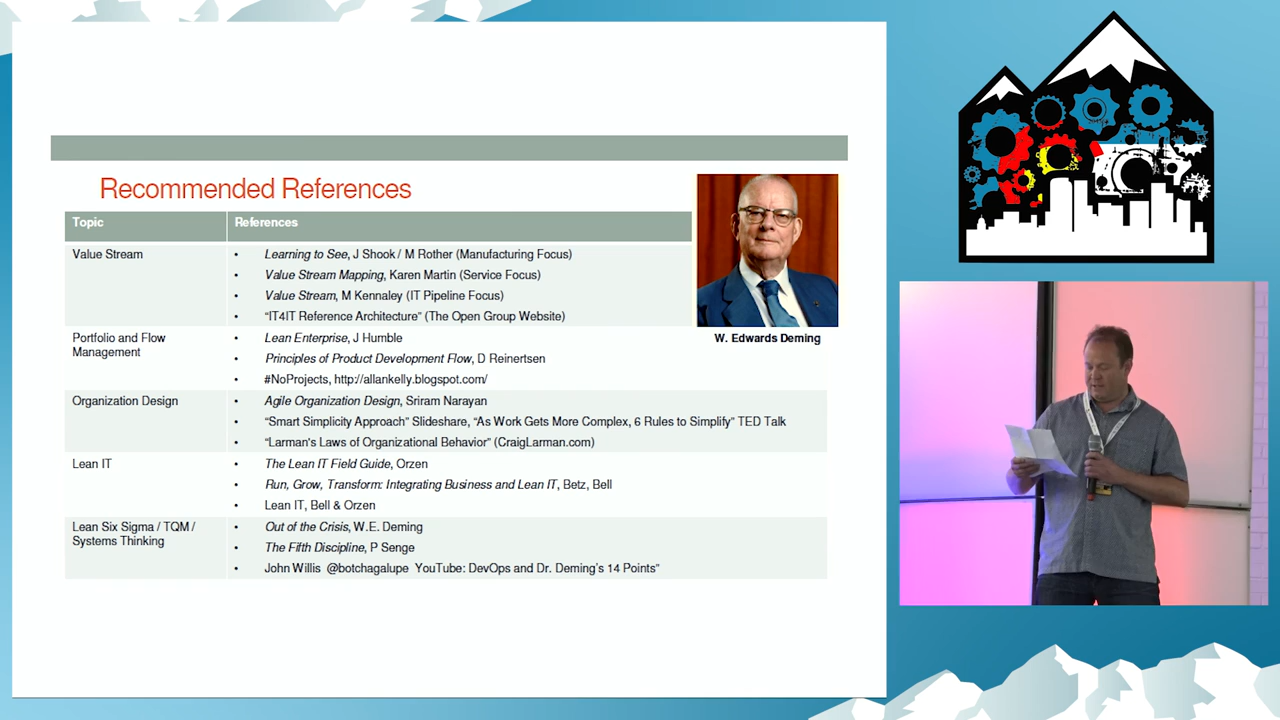 Recommended References
Topic References
Value Stream
• Learning to See, J Shook / M Rother (Manufacturing Focus)
• Value Stream Mapping, Karen Martin (Service Focus)
• Value Stream, M Kennaley (IT Pipeline Focus)
• “IT4IT Reference Architecture” (The Open Group Website)
W. Edwards Deming
Portfolio and Flow
Management
• Lean Enterprise, J Humble
• Principles of Product Development Flow, D Reinertsen
• #NoProjects, http://allankelly.blogspot.com/
Organization Design
• Agile Organization Design, Sriram Narayan
• “Smart Simplicity Approach” Slideshare, “As Work Gets More Complex, 6 Rules to Simplify” TED Talk
• “Larman's Laws of Organizational Behavior” (CraigLarman.com)
Lean IT
• The Lean IT Field Guide, Orzen
• Run, Grow, Transform: Integrating Business and Lean IT, Betz, Bell
• Lean IT, Bell & Orzen
Lean Six Sigma / TQM /
Systems Thinking
• Out of the Crisis, W.E. Deming
• The Fifth Discipline, P Senge
• John Willis @botchagalupe YouTube: DevOps and Dr. Deming's 14 Points”